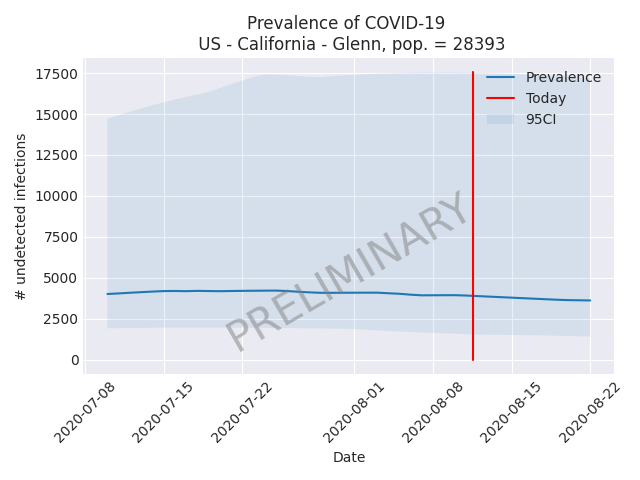 Prevalence of COVID-19
US - California - Glenn, pop. = 28393
17500
15000
12500
10000
7500
5000
2500
0
# undetected infections
Prevalence
Today
95CI
PRELIMINARY
2020-07-08
2020-07-15
2020-07-22
2020-08-01
2020-08-08
2020-08-15
2020-08-22
Date